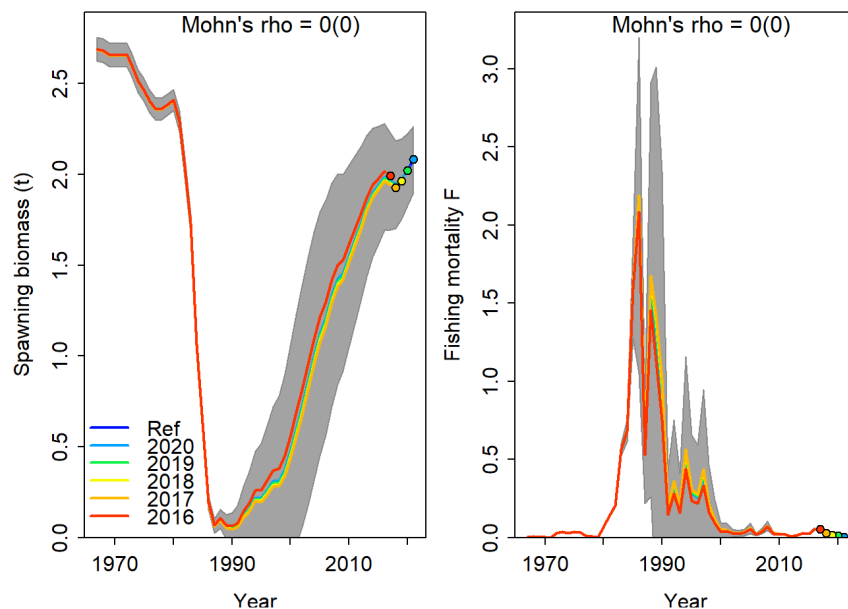 Mohn's rho = 0(0)
Spawning biomass (t)
2.5
2.0
1.5
1.0
0.5
0.0
Ref
2020
2019
2018
2017
2016
1970 1990 2010
Year
Mohn's rho = 0(0)
Fishing mortality F
3.0
2.5
2.0
1.5
1.0
0.5
0.0
1970 1990 2010
Year